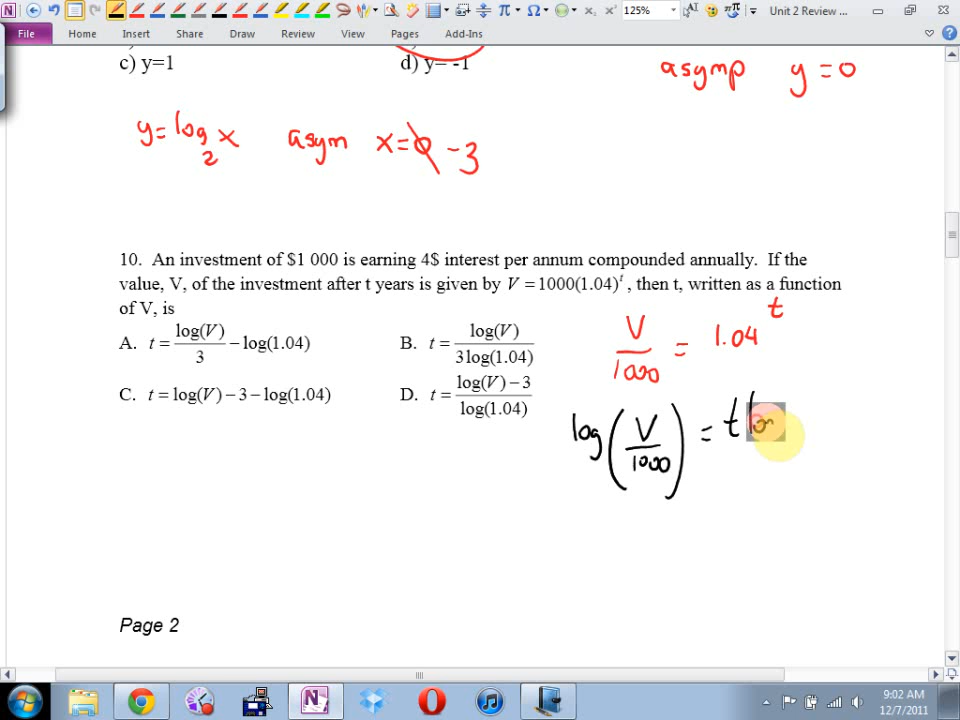 125%
Unit 2 Review ...
File Home Insert Share Draw Review View Pages Add-Ins
c) y=1 d) y= -1
asymp y = 0
y = log₂ x asym x = 0 -3
10. An investment of $1 000 is earning 4$ interest per annum compounded annually. If the
value, V, of the investment after t years is given by V = 1000(1.04)^t , then t, written as a function
of V, is
A. t = log(V)/3 − log(1.04) B. t = log(V)/(3log(1.04))
C. t = log(V) − 3 − log(1.04) D. t = (log(V) − 3)/log(1.04)
V/1000 = 1.04^t
log(V/1000) = t
Page 2
9:02 AM
12/7/2011